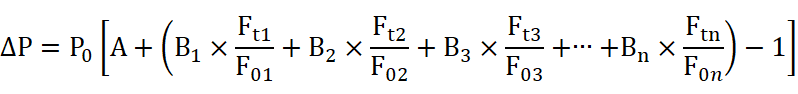 ΔP = P₀ [A + (B₁ × Fₜ₁/F₀₁ + B₂ × Fₜ₂/F₀₂ + B₃ × Fₜ₃/F₀₃ +⋯ +Bₙ × Fₜₙ/F₀ₙ) − 1]